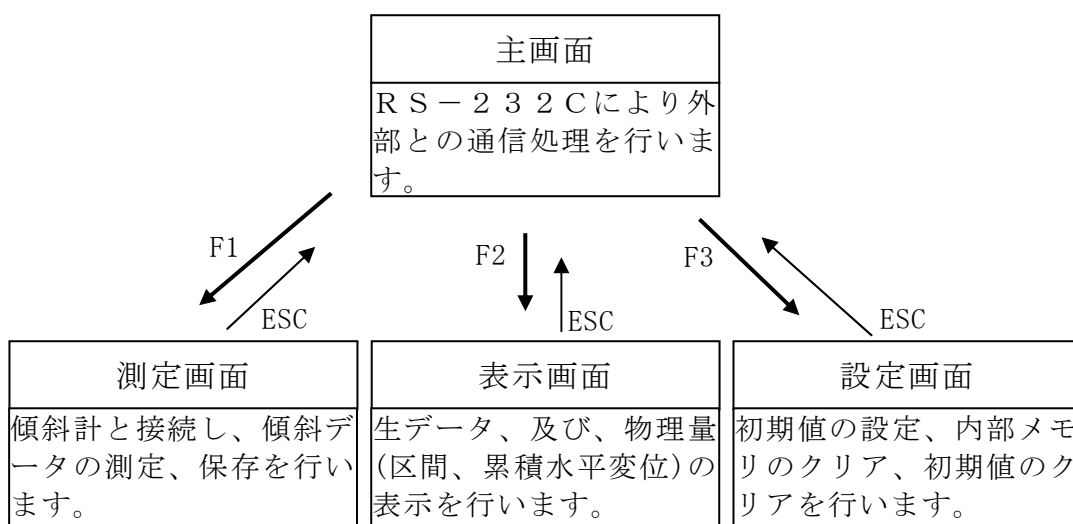 主画面
ＲＳ－２３２Ｃにより外
部との通信処理を行いま
す。
F1
F2
F3
ESC
ESC
ESC
測定画面
傾斜計と接続し、傾斜デ
ータの測定、保存を行い
ます。
表示画面
生データ、及び、物理量
(区間、累積水平変位)の
表示を行います。
設定画面
初期値の設定、内部メモ
リのクリア、初期値のク
リアを行います。